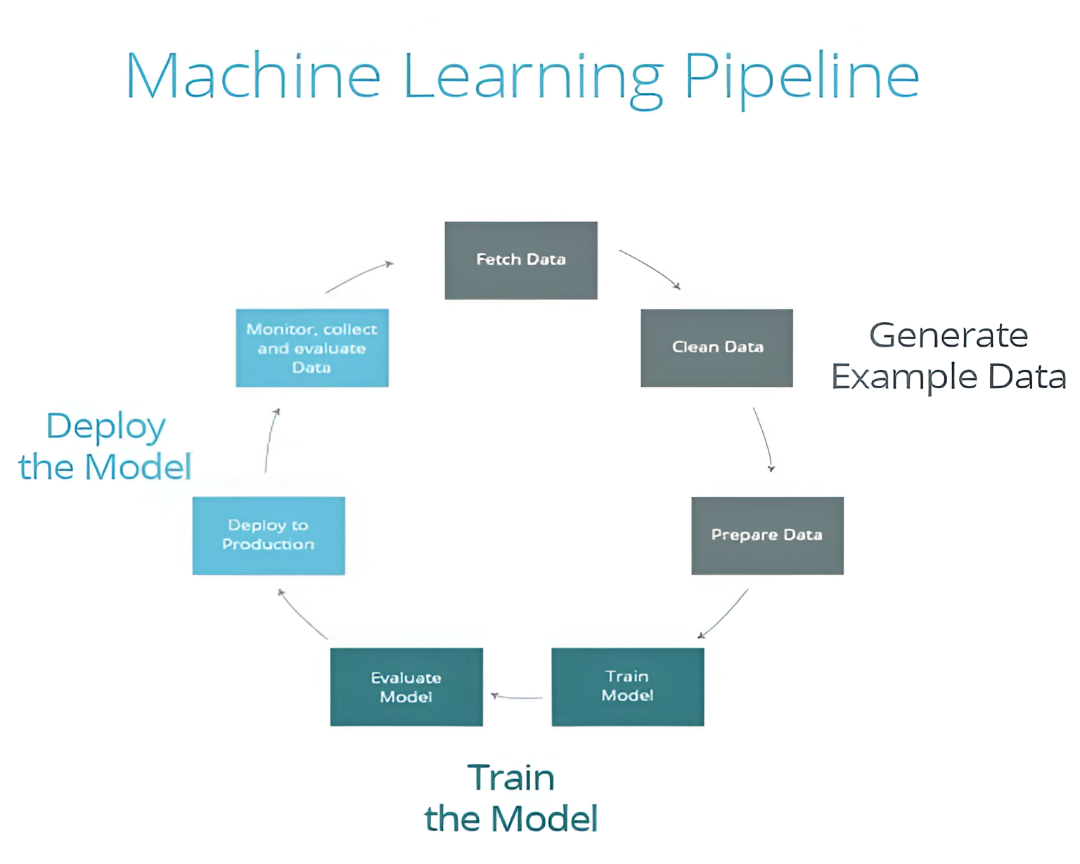 Machine Learning Pipeline
Fetch Data
Clean Data
Generate
Example Data
Prepare Data
Train
Model
Train
the Model
Evaluate
Model
Deploy to
Production
Deploy
the Model
Monitor, collect
and evaluate
Data